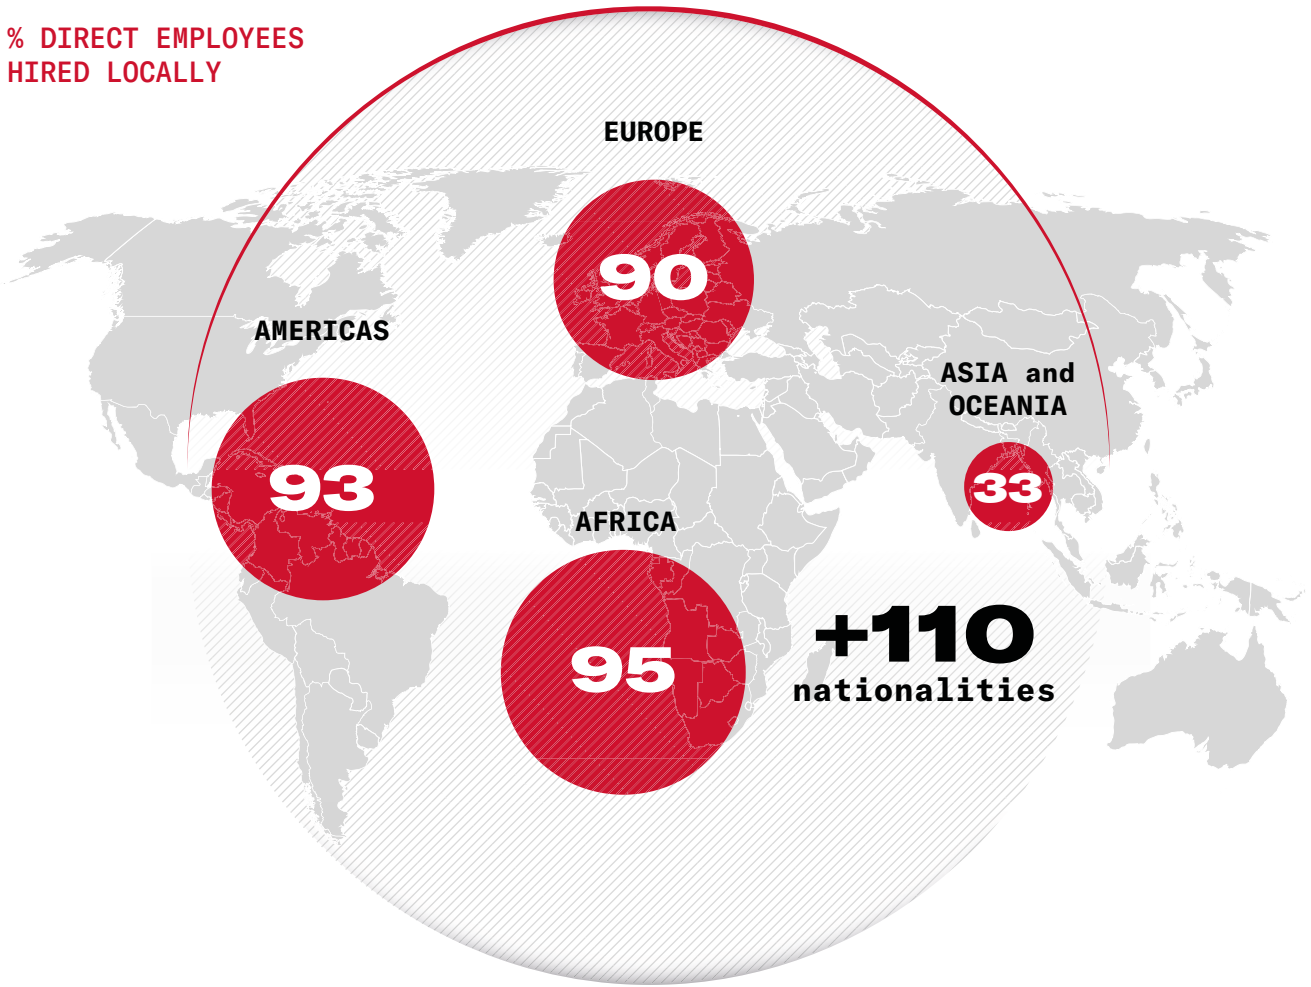 % DIRECT EMPLOYEES
HIRED LOCALLY
EUROPE
90
AMERICAS
93
ASIA and
OCEANIA
33
AFRICA
95
+110
nationalities